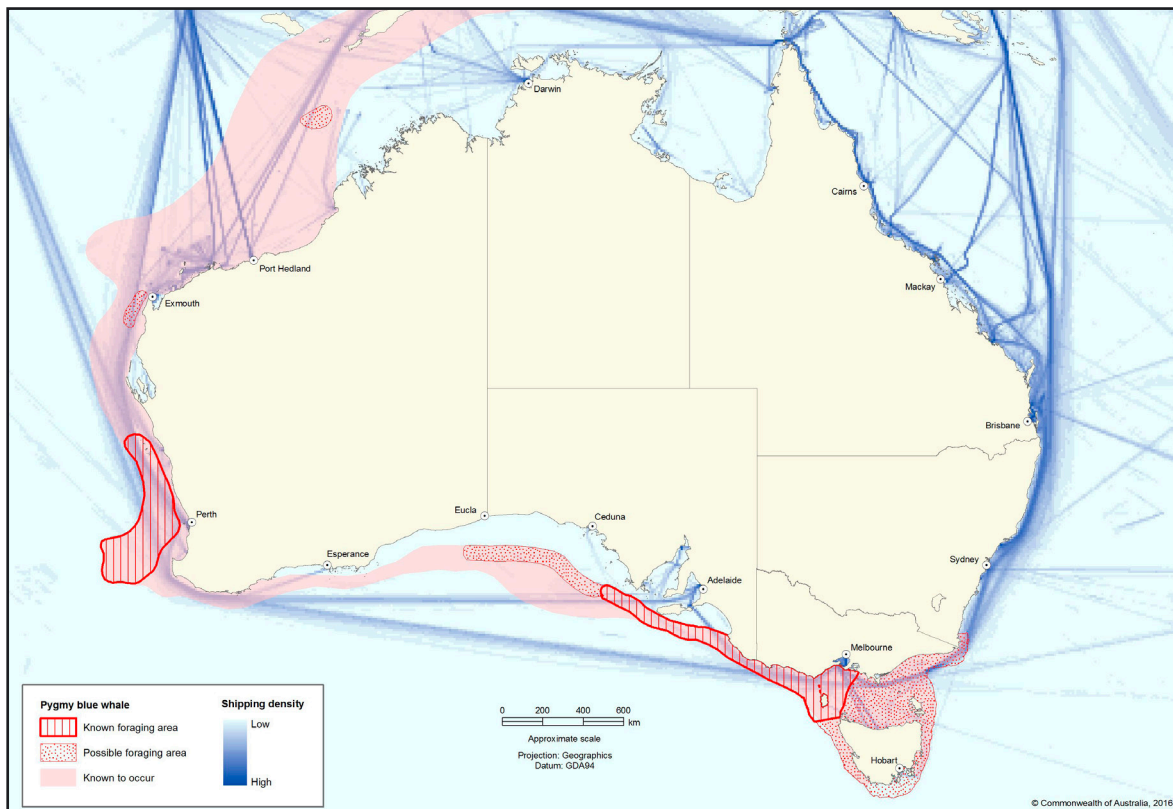 Darwin
Cairns
Port Hedland
Exmouth
Mackay
Brisbane
Perth
Eucla
Ceduna
Esperance
Adelaide
Sydney
Melbourne
Hobart
Pygmy blue whale
Known foraging area
Possible foraging area
Known to occur
Shipping density
Low
High
0 200 400 600
km
Approximate scale
Projection: Geographics
Datum: GDA94
© Commonwealth of Australia, 2016